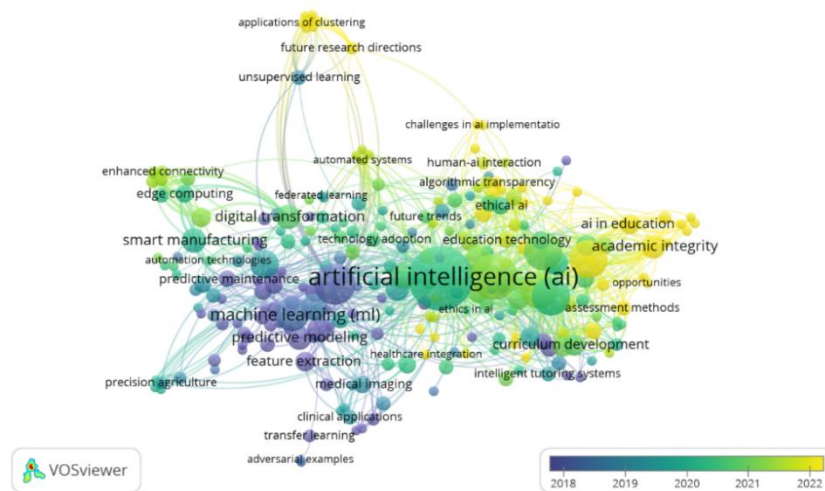 applications of clustering
future research directions
unsupervised learning
challenges in ai implementatio
automated systems
human-ai interaction
enhanced connectivity
algorithmic transparency
edge computing
federated learning
ethical ai
digital transformation
future trends
ai in education
smart manufacturing
technology adoption
education technology
academic integrity
automation technologies
predictive maintenance
artificial intelligence (ai)
opportunities
machine learning (ml)
ethics in ai
assessment methods
predictive modeling
curriculum development
feature extraction
healthcare integration
precision agriculture
medical imaging
intelligent tutoring systems
clinical applications
transfer learning
adversarial examples
VOSviewer
2018 2019 2020 2021 2022